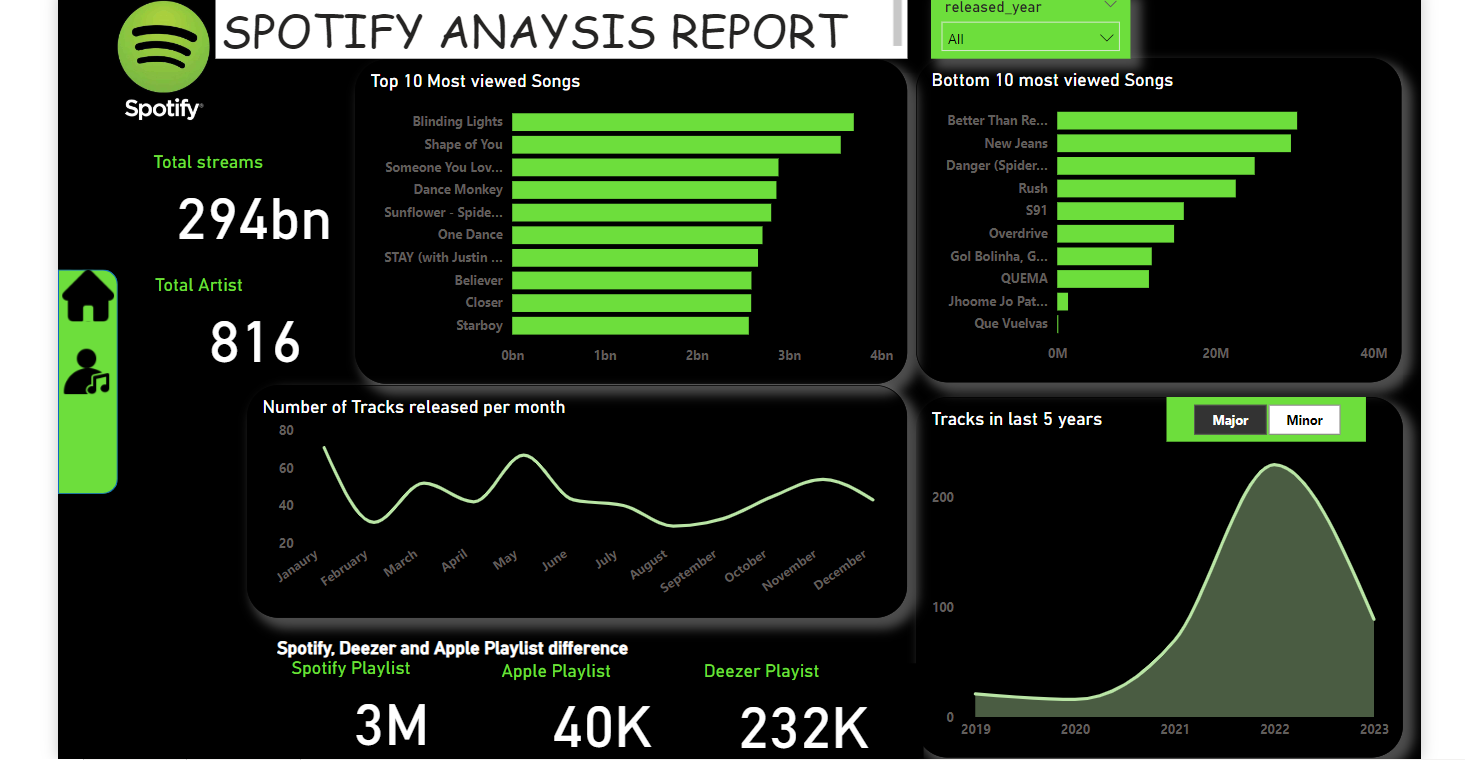 SPOTIFY ANAYSIS REPORT
released_year
All
Spotify
Total streams
294bn
Total Artist
816
Top 10 Most viewed Songs
Blinding Lights
Shape of You
Someone You Lov...
Dance Monkey
Sunflower - Spide...
One Dance
STAY (with Justin ...
Believer
Closer
Starboy
0bn 1bn 2bn 3bn 4bn
Bottom 10 most viewed Songs
Better Than Re...
New Jeans
Danger (Spider...
Rush
S91
Overdrive
Gol Bolinha, G...
QUEMA
Jhoome Jo Pat...
Que Vuelvas
0M 20M 40M
Number of Tracks released per month
80
60
40
20
Janaury February March April May June July August September October November December
Tracks in last 5 years
Major Minor
200
100
0
2019 2020 2021 2022 2023
Spotify, Deezer and Apple Playlist difference
Spotify Playlist Apple Playlist Deezer Playist
3M 40K 232K